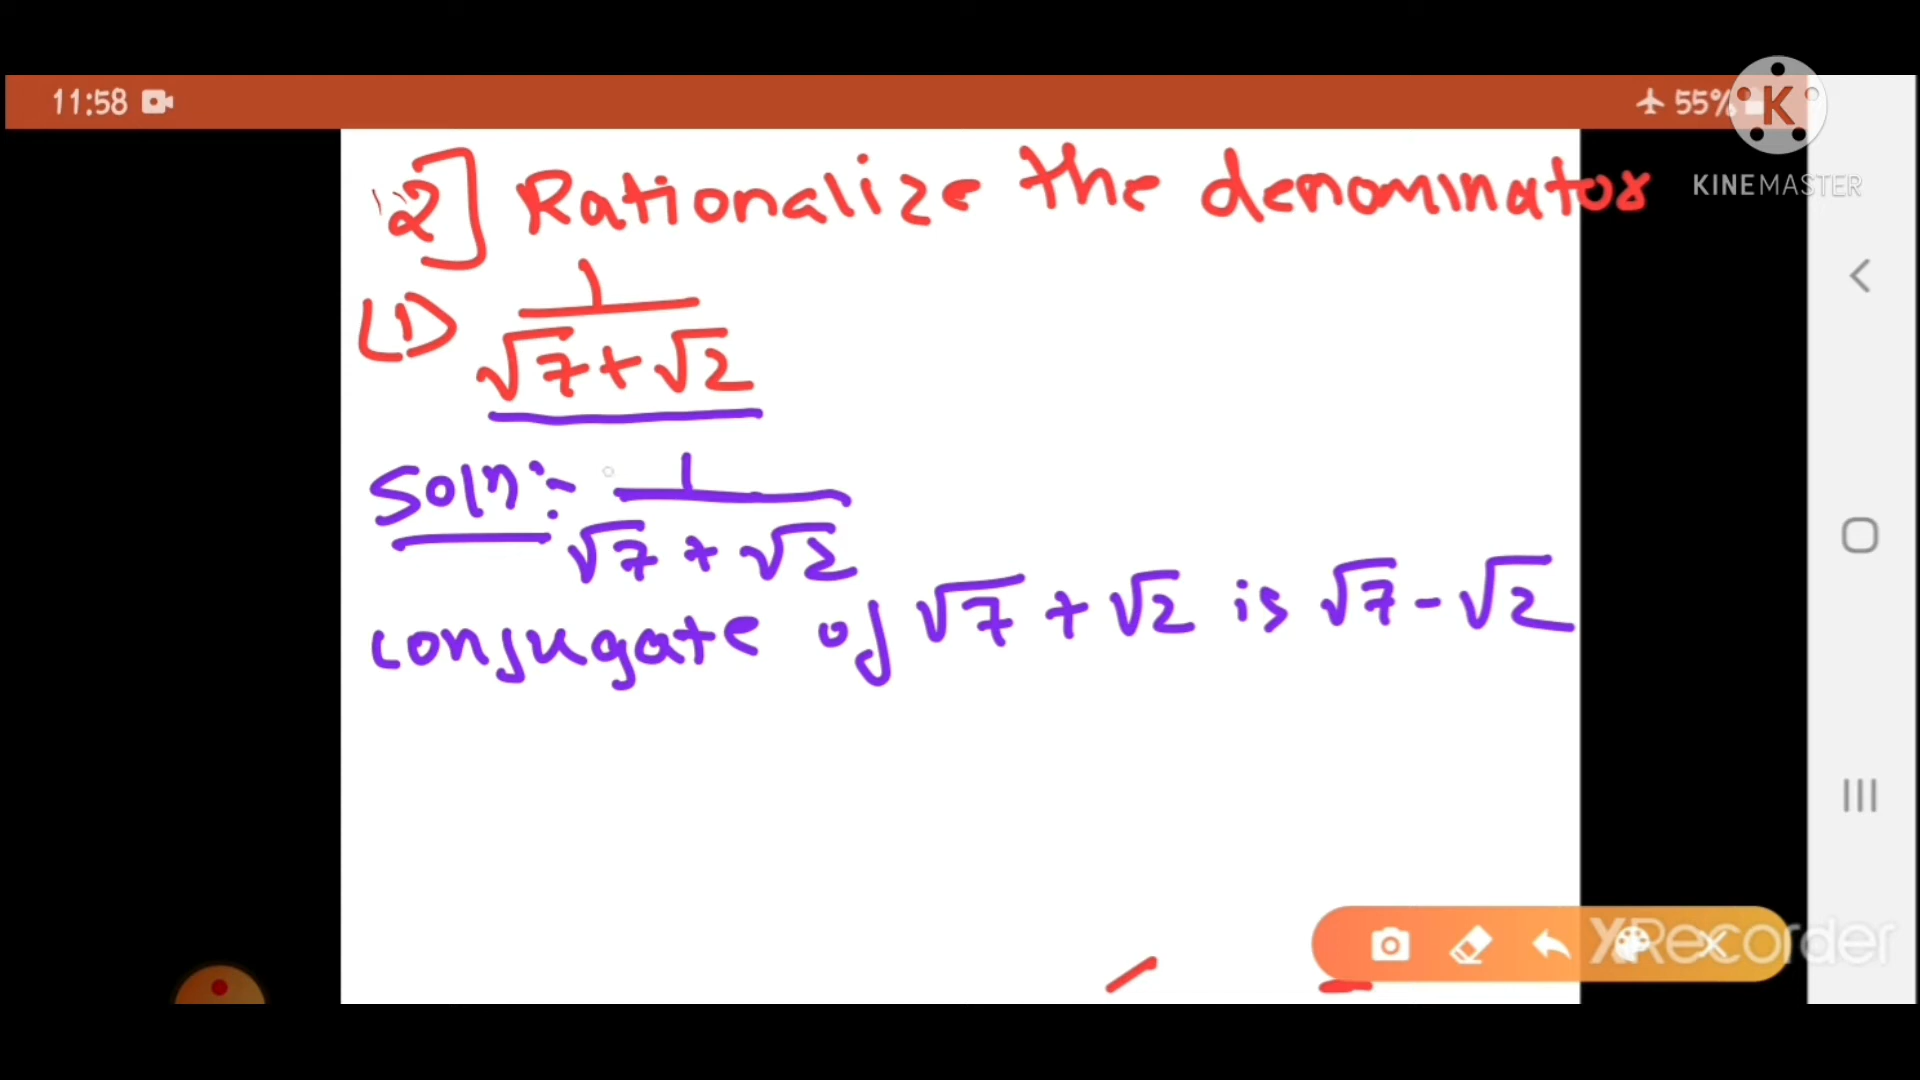 11:58
55%
KINEMASTER
2] Rationalize the denominator
(1) 1/√7+√2
Soln:- 1/√7+√2
conjugate of √7+√2 is √7-√2
XRecorder